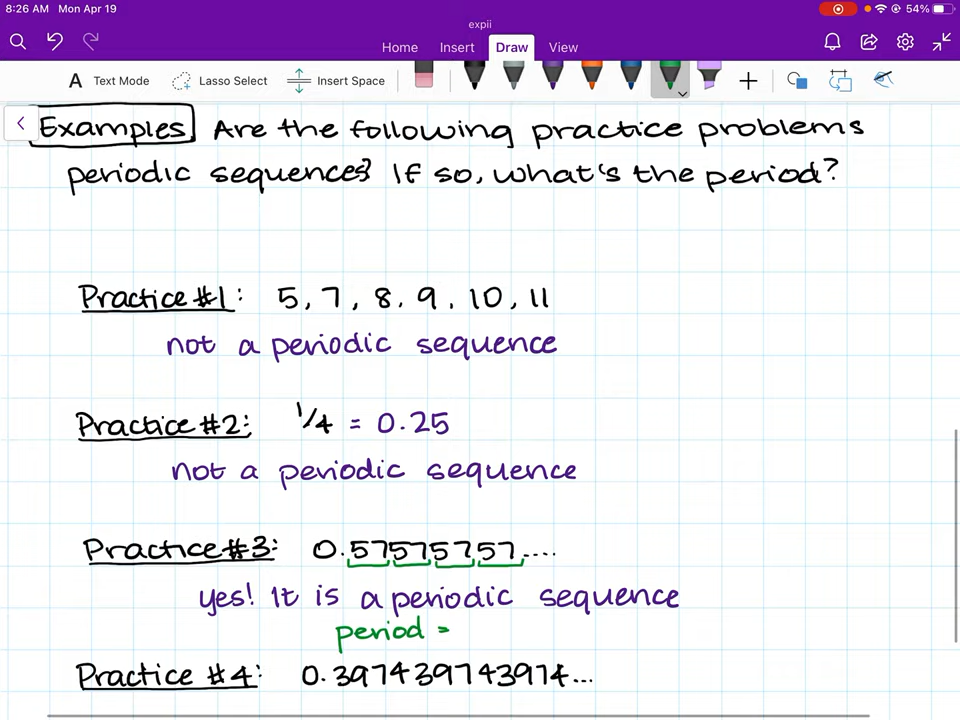 8:26 AM Mon Apr 19
54%
expii
Home Insert Draw View
A Text Mode Lasso Select Insert Space
Examples Are the following practice problems
periodic sequences? If so, what's the period?
Practice #1: 5, 7, 8, 9, 10, 11
not a periodic sequence
Practice #2: 1/4 = 0.25
not a periodic sequence
Practice #3: 0.57575757....
yes! It is a periodic sequence
period =
Practice #4: 0.397439743974...